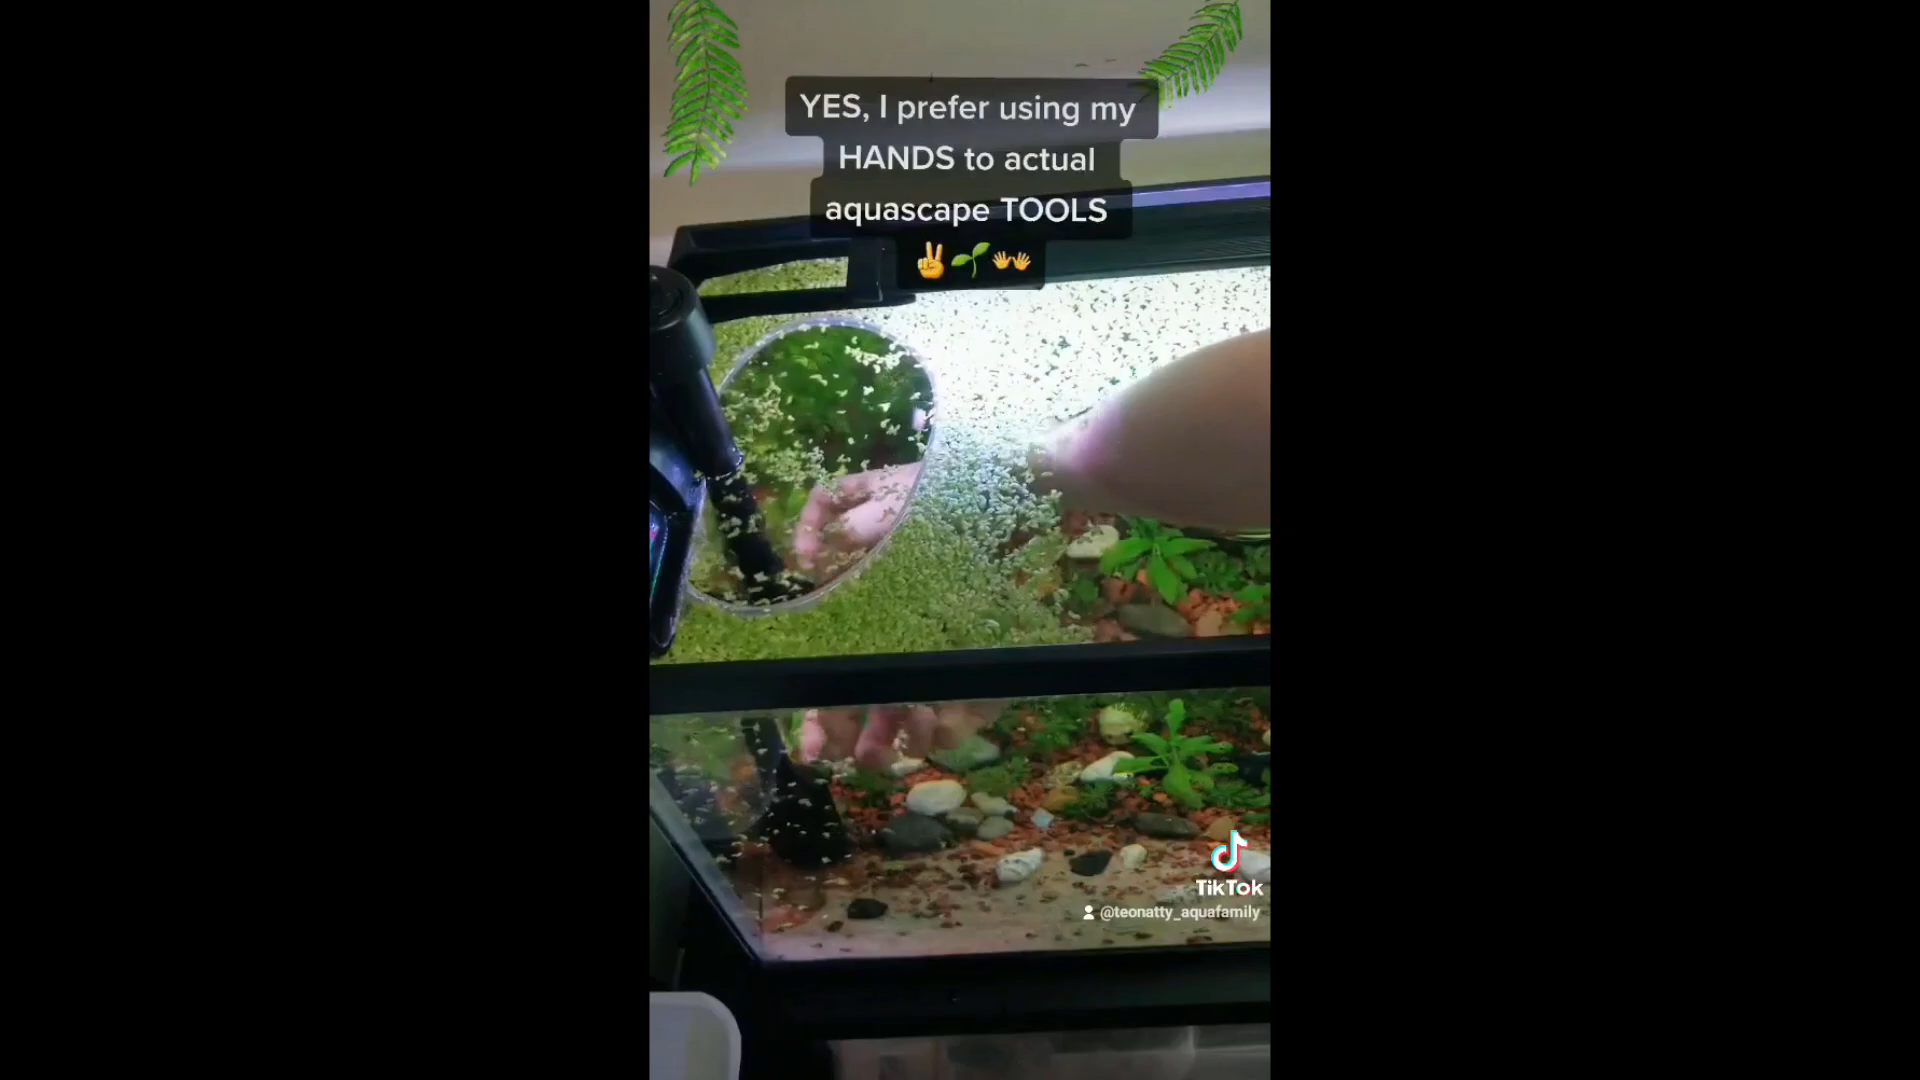 YES, I prefer using my
HANDS to actual
aquascape TOOLS
✌️🌱👐
TikTok
@teonatty_aquafamily